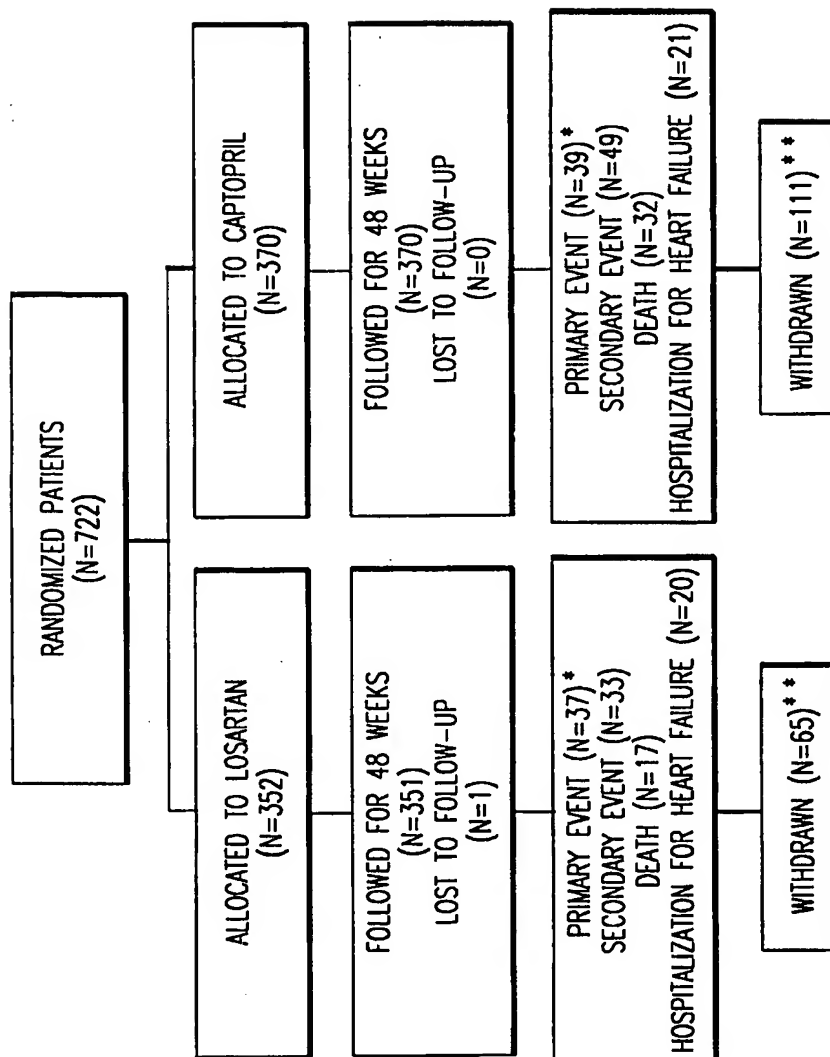 RANDOMIZED PATIENTS
(N=722)
ALLOCATED TO LOSARTAN
(N=352)
FOLLOWED FOR 48 WEEKS
(N=351)
LOST TO FOLLOW-UP
(N=1)
PRIMARY EVENT (N=37)*
SECONDARY EVENT (N=33)
DEATH (N=17)
HOSPITALIZATION FOR HEART FAILURE (N=20)
WITHDRAWN (N=65)**
ALLOCATED TO CAPTOPRIL
(N=370)
FOLLOWED FOR 48 WEEKS
(N=370)
LOST TO FOLLOW-UP
(N=0)
PRIMARY EVENT (N=39)*
SECONDARY EVENT (N=49)
DEATH (N=32)
HOSPITALIZATION FOR HEART FAILURE (N=21)
WITHDRAWN (N=111)**